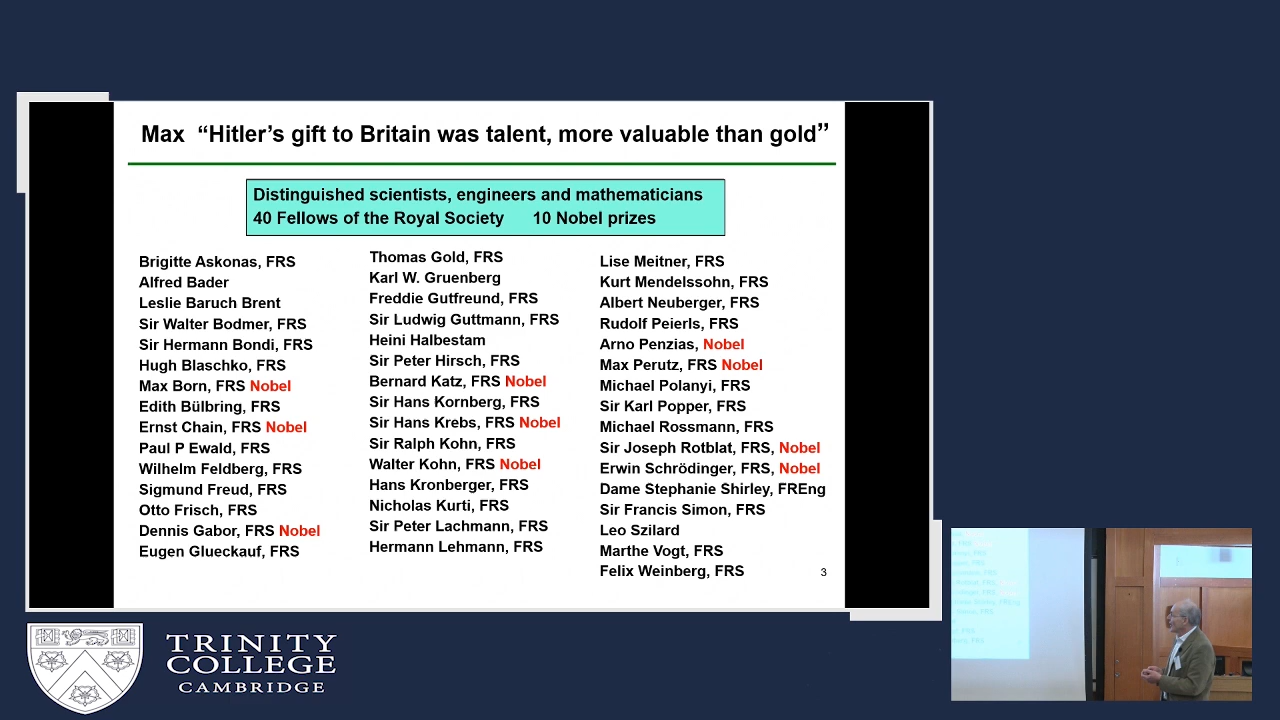 Max “Hitler’s gift to Britain was talent, more valuable than gold”
Distinguished scientists, engineers and mathematicians
40 Fellows of the Royal Society 10 Nobel prizes
Brigitte Askonas, FRS
Alfred Bader
Leslie Baruch Brent
Sir Walter Bodmer, FRS
Sir Hermann Bondi, FRS
Hugh Blaschko, FRS
Max Born, FRS Nobel
Edith Bülbring, FRS
Ernst Chain, FRS Nobel
Paul P Ewald, FRS
Wilhelm Feldberg, FRS
Sigmund Freud, FRS
Otto Frisch, FRS
Dennis Gabor, FRS Nobel
Eugen Glueckauf, FRS
Thomas Gold, FRS
Karl W. Gruenberg
Freddie Gutfreund, FRS
Sir Ludwig Guttmann, FRS
Heini Halbestam
Sir Peter Hirsch, FRS
Bernard Katz, FRS Nobel
Sir Hans Kornberg, FRS
Sir Hans Krebs, FRS Nobel
Sir Ralph Kohn, FRS
Walter Kohn, FRS Nobel
Hans Kronberger, FRS
Nicholas Kurti, FRS
Sir Peter Lachmann, FRS
Hermann Lehmann, FRS
Lise Meitner, FRS
Kurt Mendelssohn, FRS
Albert Neuberger, FRS
Rudolf Peierls, FRS
Arno Penzias, Nobel
Max Perutz, FRS Nobel
Michael Polanyi, FRS
Sir Karl Popper, FRS
Michael Rossmann, FRS
Sir Joseph Rotblat, FRS, Nobel
Erwin Schrödinger, FRS, Nobel
Dame Stephanie Shirley, FREng
Sir Francis Simon, FRS
Leo Szilard
Marthe Vogt, FRS
Felix Weinberg, FRS
3
TRINITY
COLLEGE
CAMBRIDGE